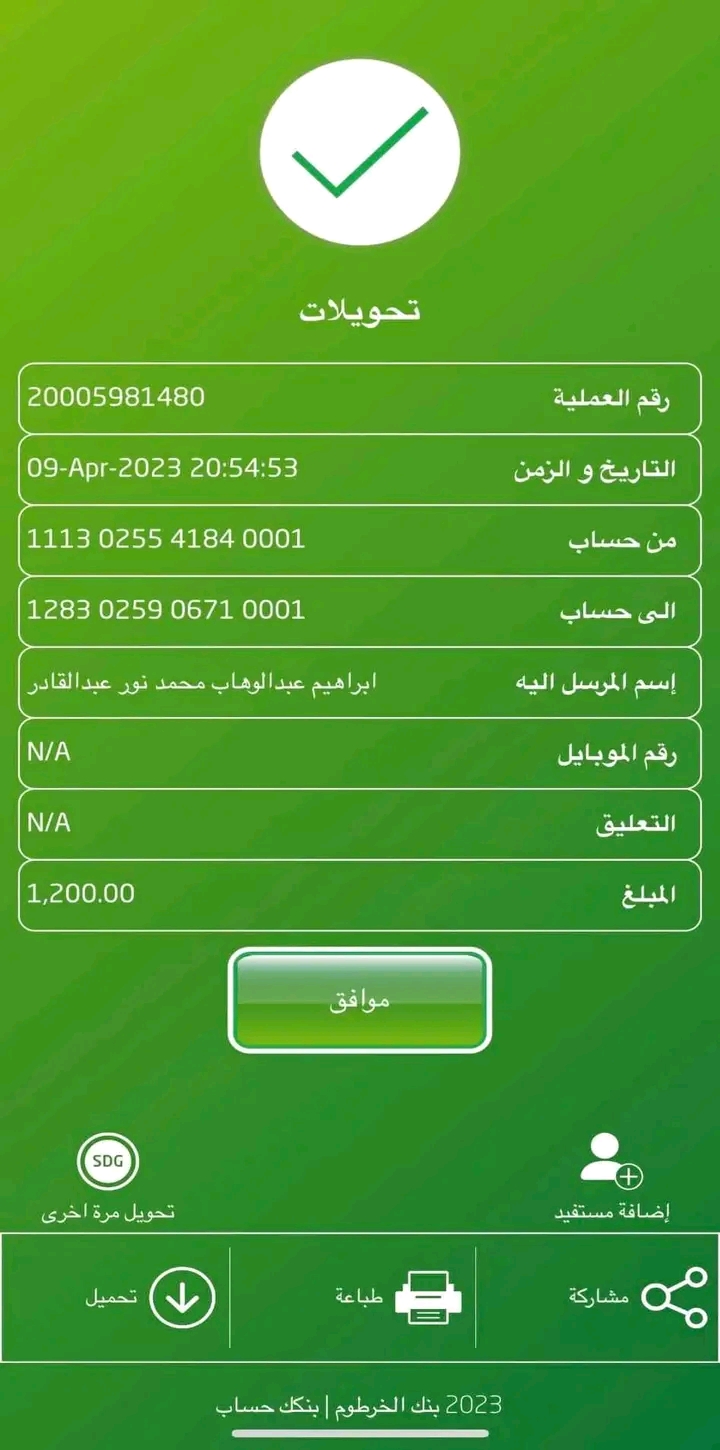 تحويلات
رقم العملية 20005981480
التاريخ و الزمن 09-Apr-2023 20:54:53
من حساب 1113 0255 4184 0001
الى حساب 1283 0259 0671 0001
إسم المرسل اليه ابراهيم عبدالوهاب محمد نور عبدالقادر
رقم الموبايل N/A
التعليق N/A
المبلغ 1,200.00
موافق
SDG
إضافة مستفيد تحويل مرة اخرى
مشاركة طباعة تحميل
2023 بنك الخرطوم | بنكك حساب